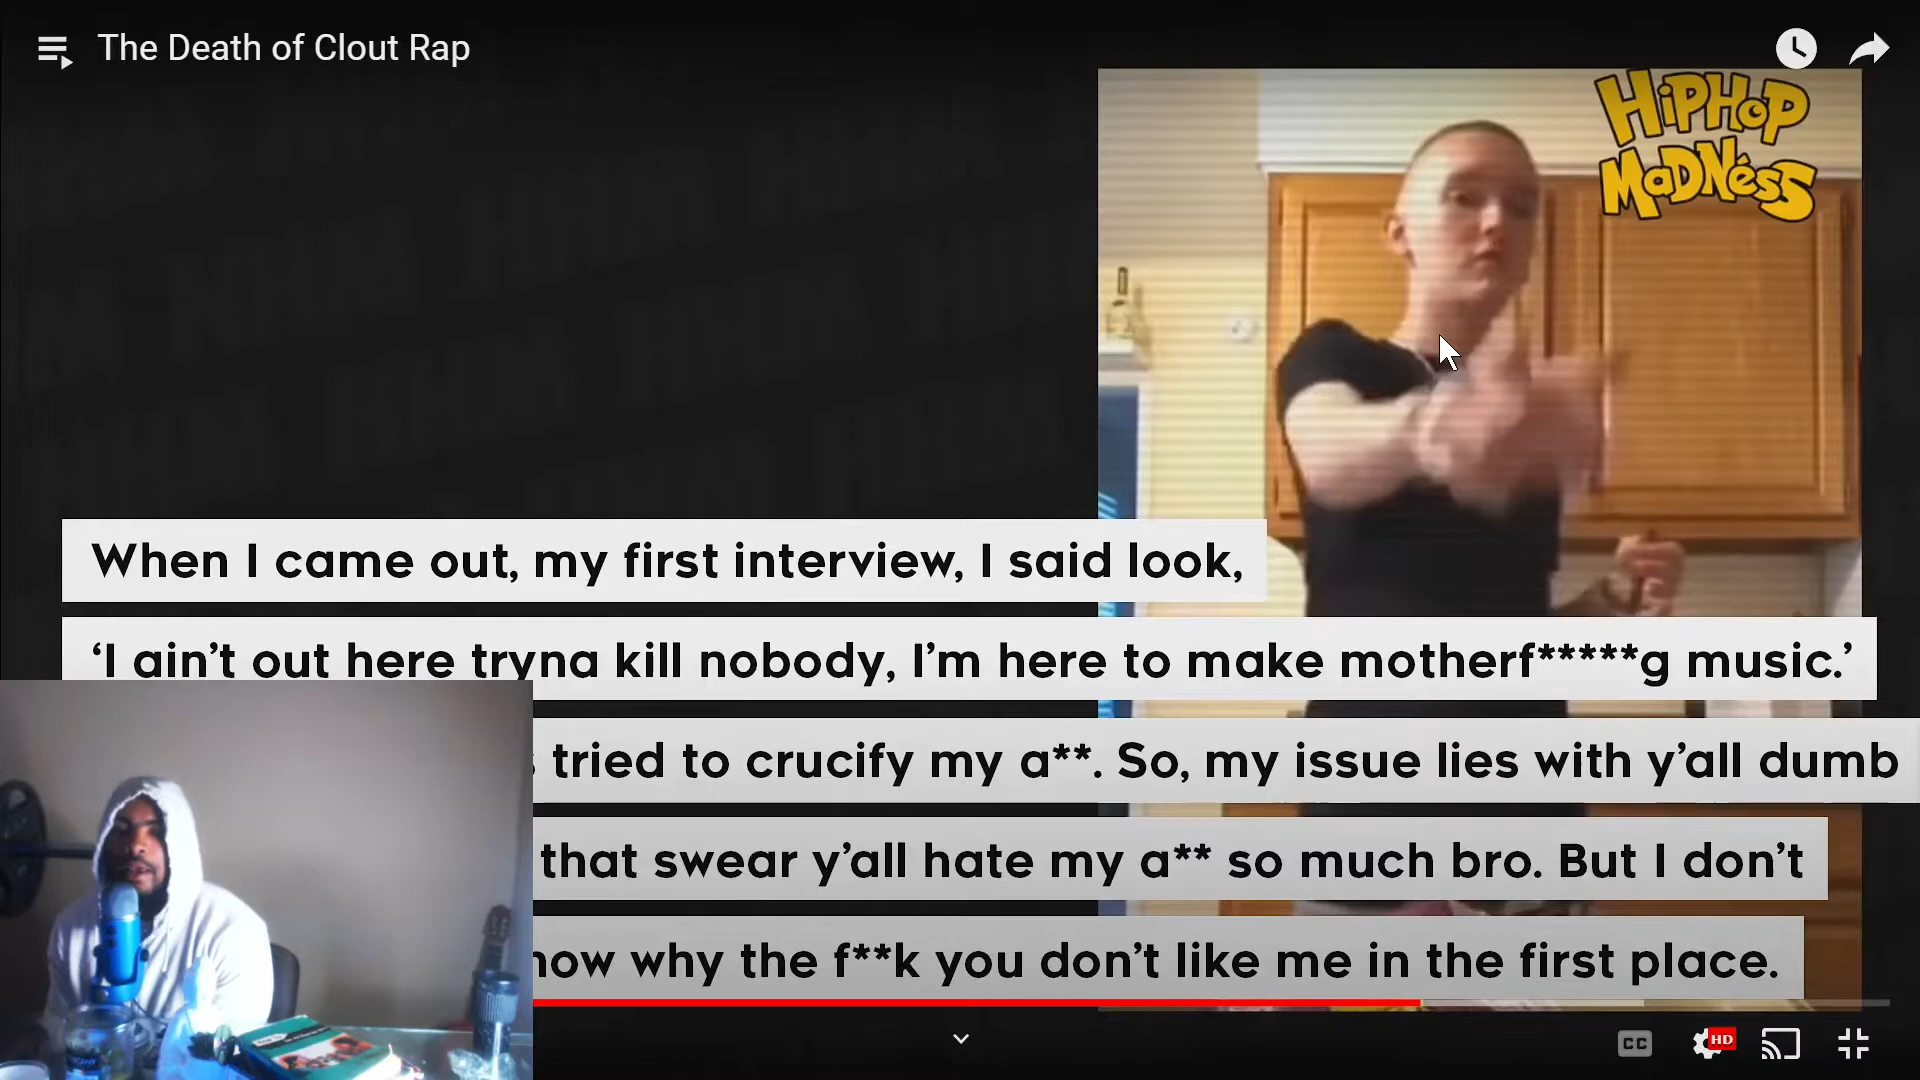 The Death of Clout Rap
HiPHOP
MaDNéss
When I came out, my first interview, I said look,
‘I ain’t out here tryna kill nobody, I’m here to make motherf*****g music.’
tried to crucify my a**. So, my issue lies with y’all dumb
that swear y’all hate my a** so much bro. But I don’t
why the f**k you don’t like me in the first place.
CC
HD